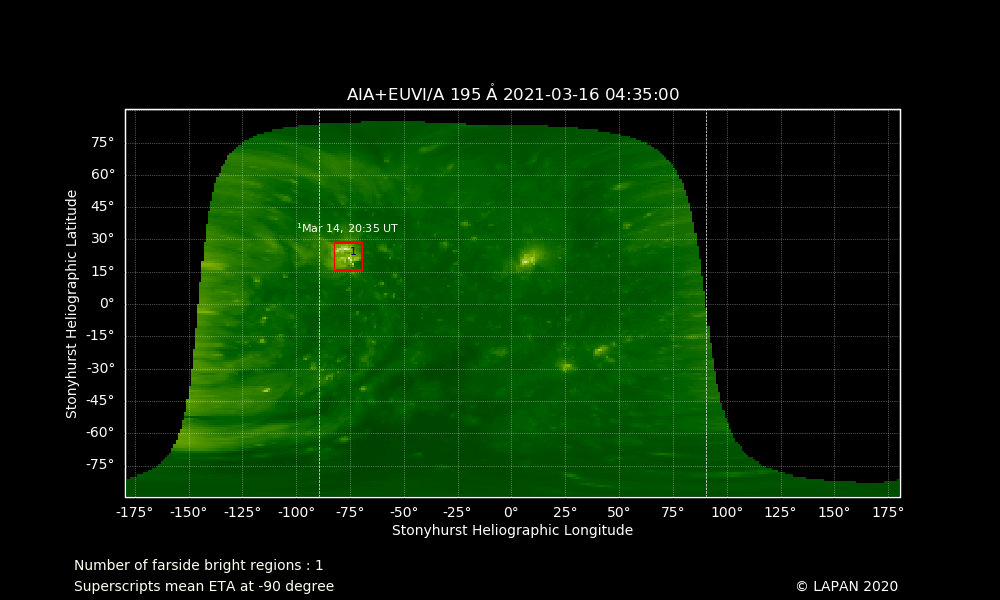 AIA+EUVI/A 195 Å 2021-03-16 04:35:00
75°
60°
45°
30°
15°
0°
-15°
-30°
-45°
-60°
-75°
Stonyhurst Heliographic Latitude
¹Mar 14, 20:35 UT
1
-175° -150° -125° -100° -75° -50° -25° 0° 25° 50° 75° 100° 125° 150° 175°
Stonyhurst Heliographic Longitude
Number of farside bright regions : 1
Superscripts mean ETA at -90 degree
© LAPAN 2020